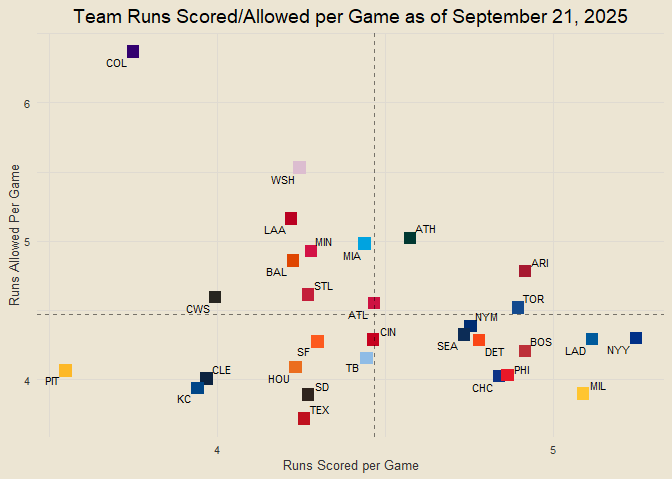 Team Runs Scored/Allowed per Game as of September 21, 2025
COL
6
WSH
LAA
ATH
MIN
MIA
5
BAL
ARI
STL
CWS
TOR
ATL
NYM
CIN
SEA
SF
DET
BOS
LAD
NYY
TB
HOU
PIT
CLE
PHI
4
KC
SD
CHC
MIL
TEX
4
5
Runs Scored per Game
Runs Allowed Per Game